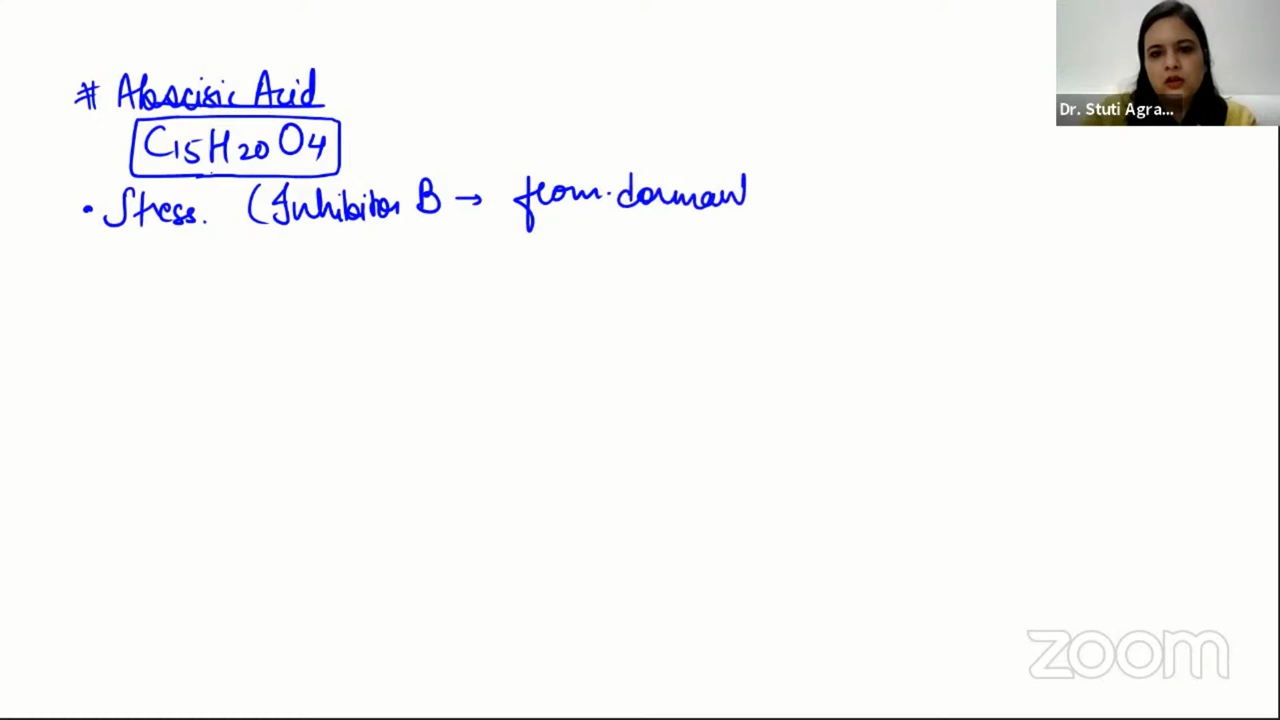 # Abscisic Acid
C15H20O4
• Stress. (Inhibitor B → from dormant
Dr. Stuti Agra...
zoom